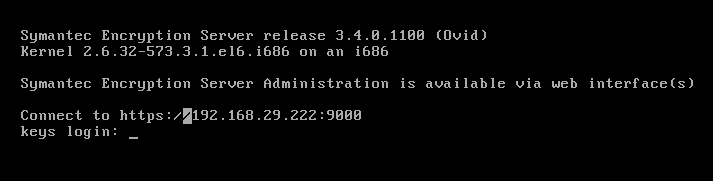 Symantec Encryption Server release 3.4.0.1100 (Ovid)
Kernel 2.6.32-573.3.1.el6.i686 on an i686
Symantec Encryption Server Administration is available via web interface(s)
Connect to https://192.168.29.222:9000
keys login: _